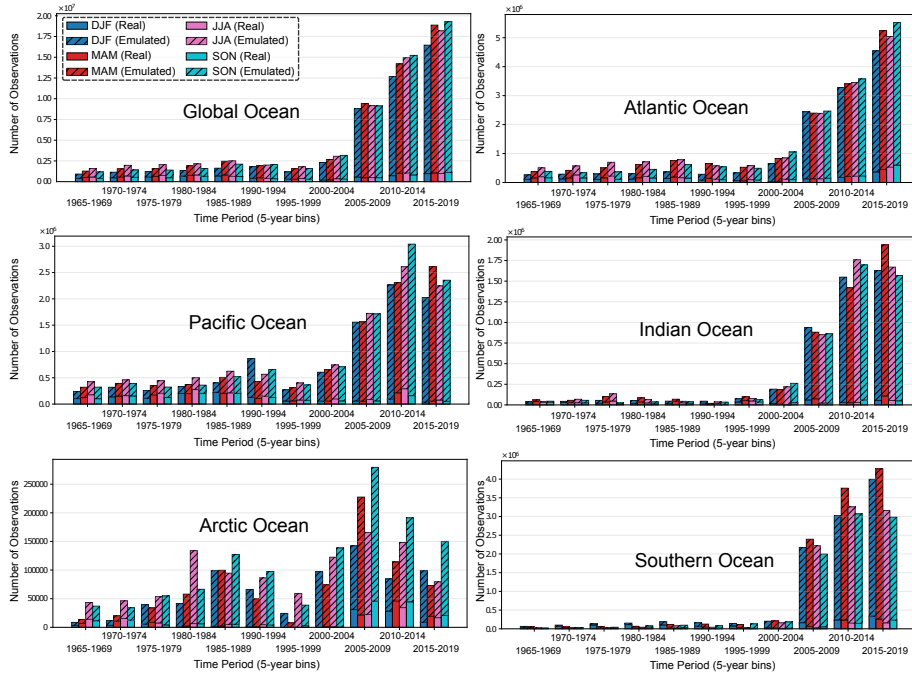 ×10⁷
2.00
1.75
1.50
1.25
1.00
0.75
0.50
0.25
0.00
Number of Observations
DJF (Real)
DJF (Emulated)
MAM (Real)
MAM (Emulated)
JJA (Real)
JJA (Emulated)
SON (Real)
SON (Emulated)
Global Ocean
1970-1974 1980-1984 1990-1994 2000-2004 2010-2014
1965-1969 1975-1979 1985-1989 1995-1999 2005-2009 2015-2019
Time Period (5-year bins)
×10⁶
5
4
3
2
1
0
Number of Observations
Atlantic Ocean
1970-1974 1980-1984 1990-1994 2000-2004 2010-2014
1965-1969 1975-1979 1985-1989 1995-1999 2005-2009 2015-2019
Time Period (5-year bins)
×10⁶
3.0
2.5
2.0
1.5
1.0
0.5
0.0
Number of Observations
Pacific Ocean
1970-1974 1980-1984 1990-1994 2000-2004 2010-2014
1965-1969 1975-1979 1985-1989 1995-1999 2005-2009 2015-2019
Time Period (5-year bins)
×10⁶
2.00
1.75
1.50
1.25
1.00
0.75
0.50
0.25
0.00
Number of Observations
Indian Ocean
1970-1974 1980-1984 1990-1994 2000-2004 2010-2014
1965-1969 1975-1979 1985-1989 1995-1999 2005-2009 2015-2019
Time Period (5-year bins)
250000
200000
150000
100000
50000
0
Number of Observations
Arctic Ocean
1970-1974 1980-1984 1990-1994 2000-2004 2010-2014
1965-1969 1975-1979 1985-1989 1995-1999 2005-2009 2015-2019
Time Period (5-year bins)
×10⁶
4.0
3.5
3.0
2.5
2.0
1.5
1.0
0.5
0.0
Number of Observations
Southern Ocean
1970-1974 1980-1984 1990-1994 2000-2004 2010-2014
1965-1969 1975-1979 1985-1989 1995-1999 2005-2009 2015-2019
Time Period (5-year bins)